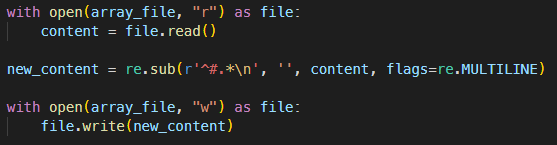 with open(array_file, "r") as file:
    content = file.read()

new_content = re.sub(r'^#.*\n', '', content, flags=re.MULTILINE)

with open(array_file, "w") as file:
    file.write(new_content)